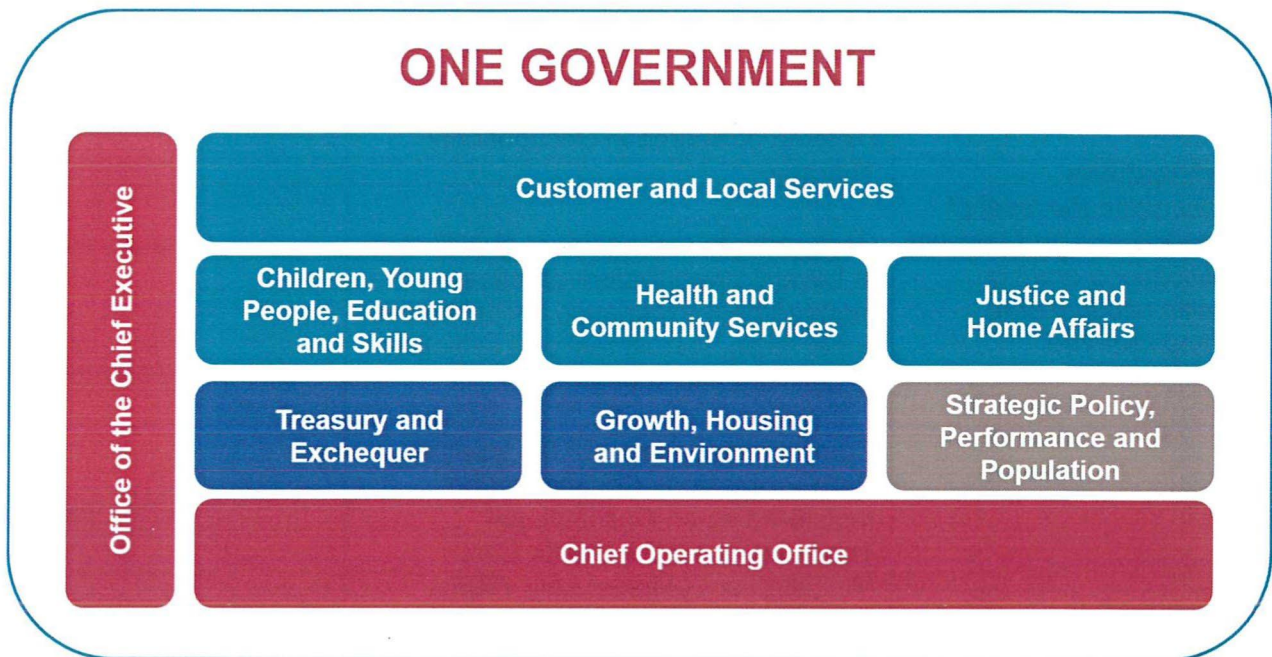 ONE GOVERNMENT
Office of the Chief Executive
Customer and Local Services
Children, Young
People, Education
and Skills
Health and
Community Services
Justice and
Home Affairs
Treasury and
Exchequer
Growth, Housing
and Environment
Strategic Policy,
Performance and
Population
Chief Operating Office